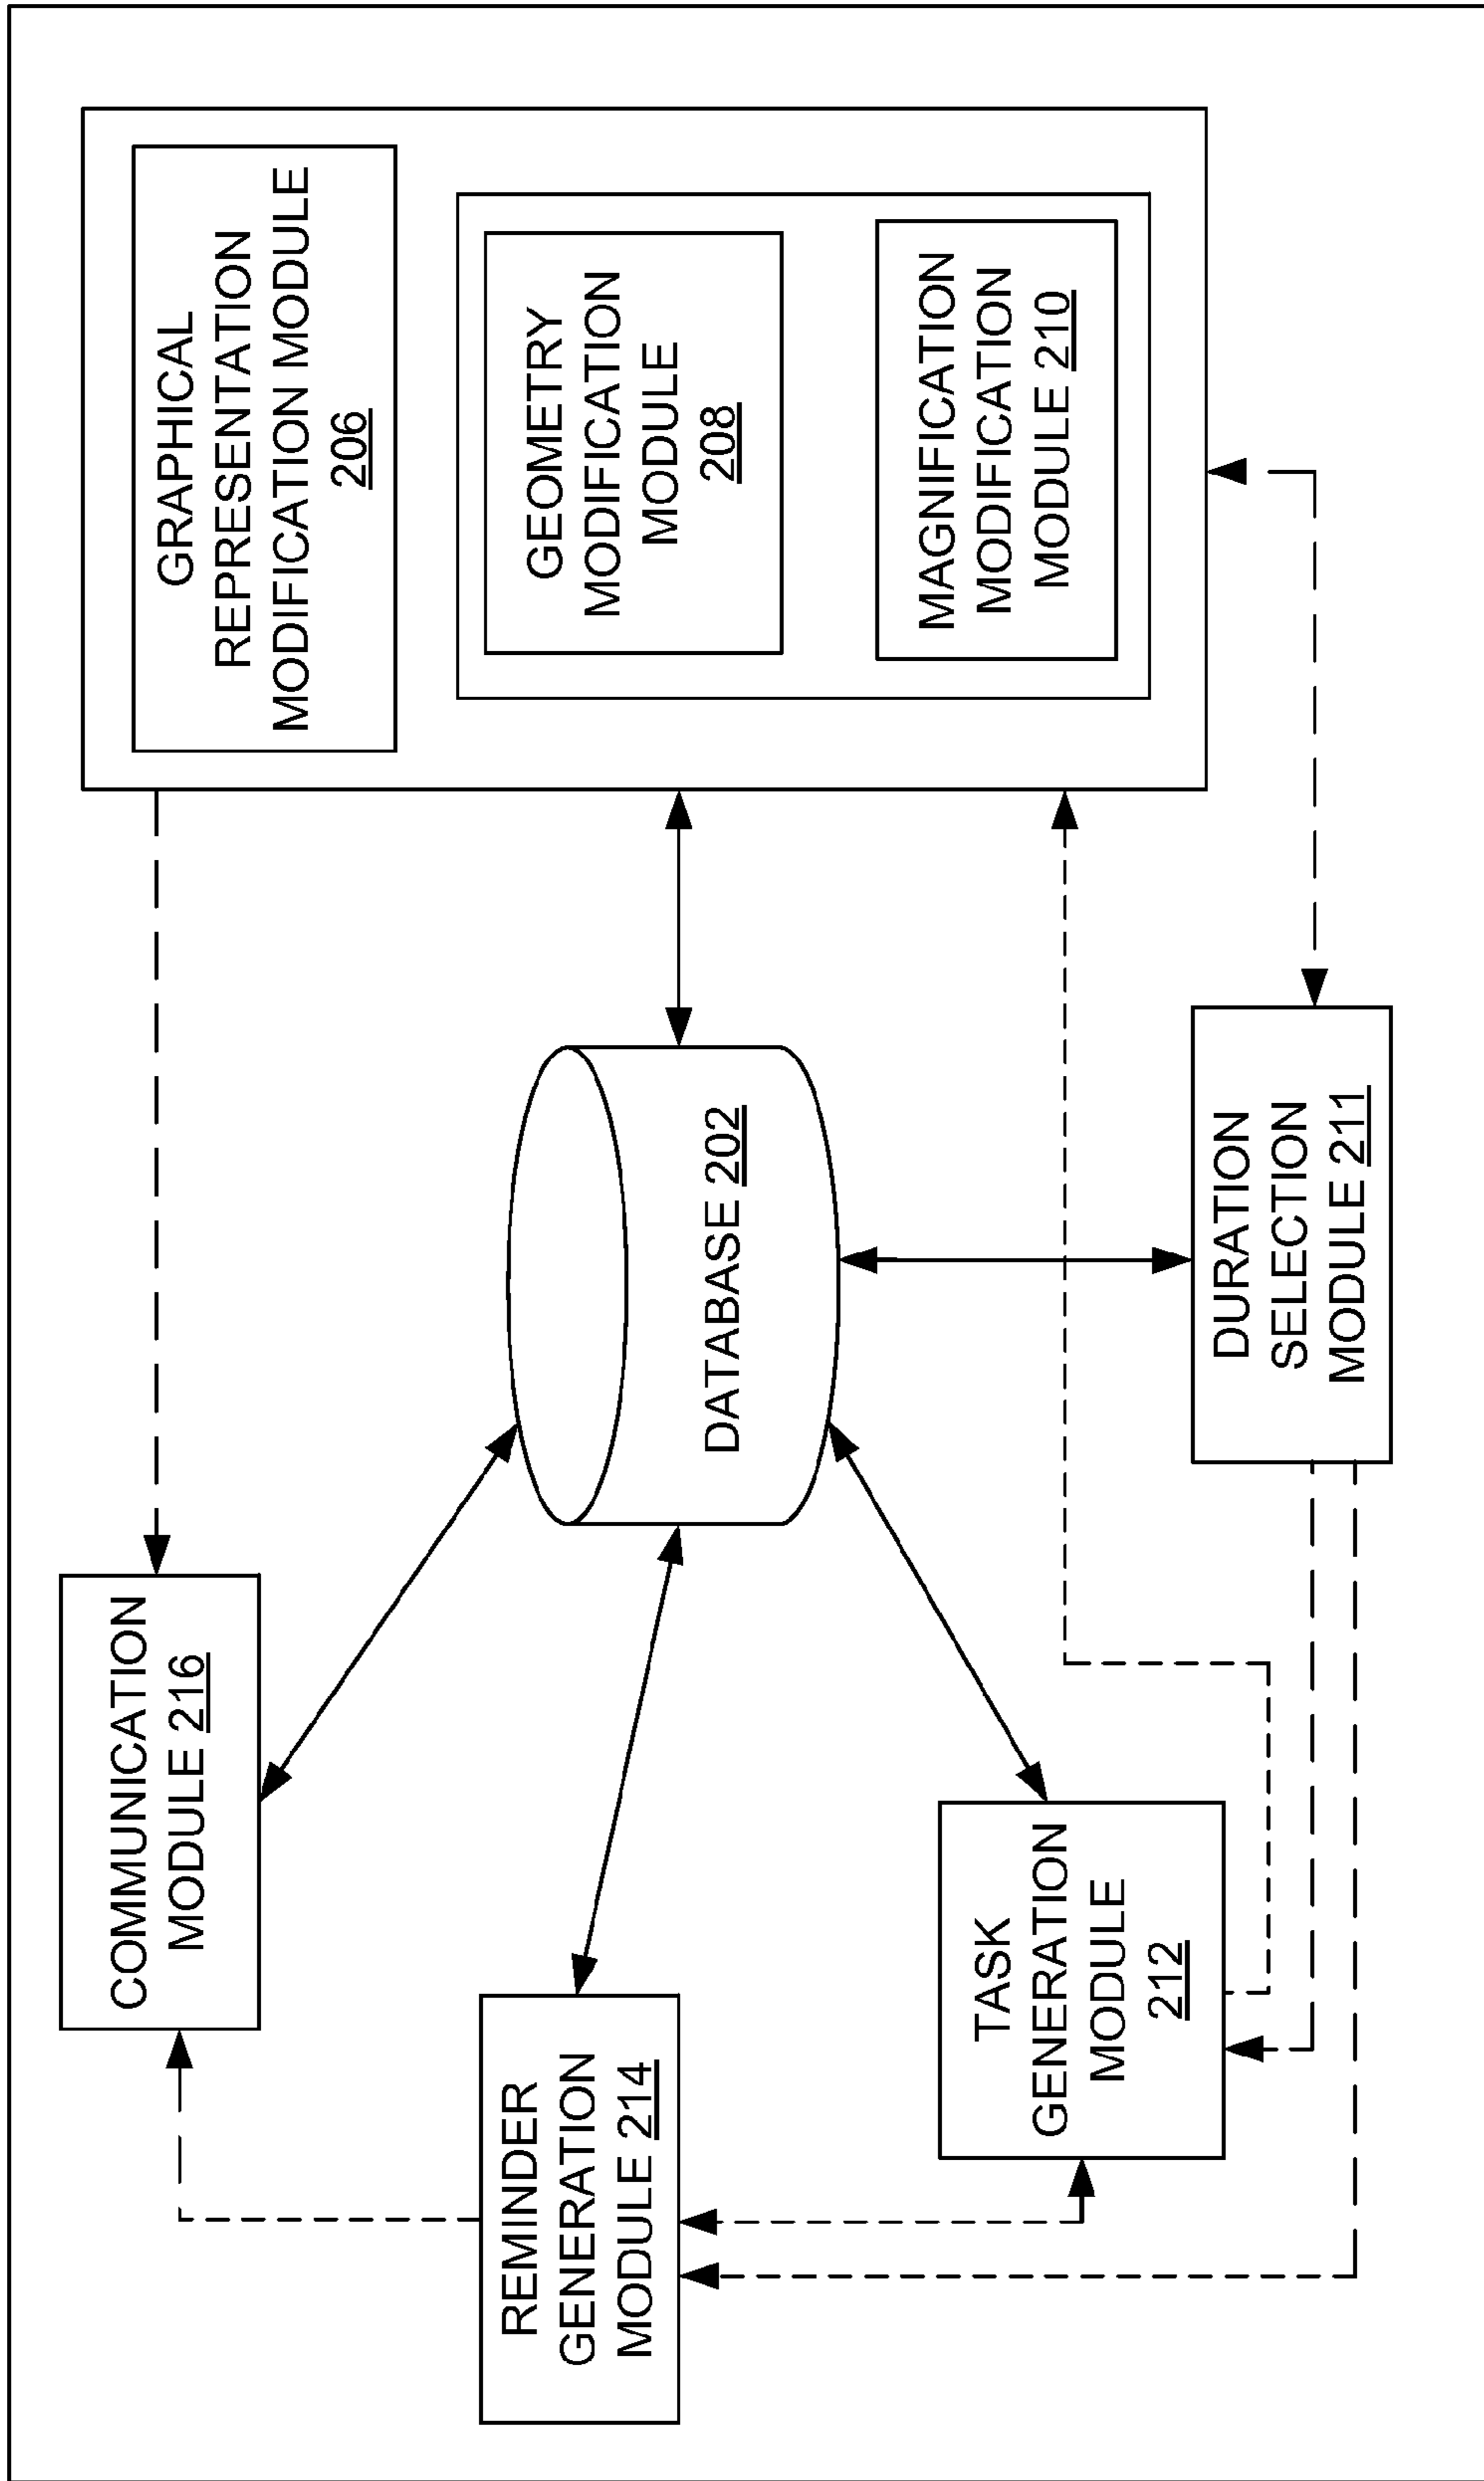 COMMUNICATION
MODULE 216
GRAPHICAL
REPRESENTATION
MODIFICATION MODULE
206
REMINDER
GENERATION
MODULE 214
DATABASE 202
GEOMETRY
MODIFICATION
MODULE
208
TASK
GENERATION
MODULE
212
MAGNIFICATION
MODIFICATION
MODULE 210
DURATION
SELECTION
MODULE 211